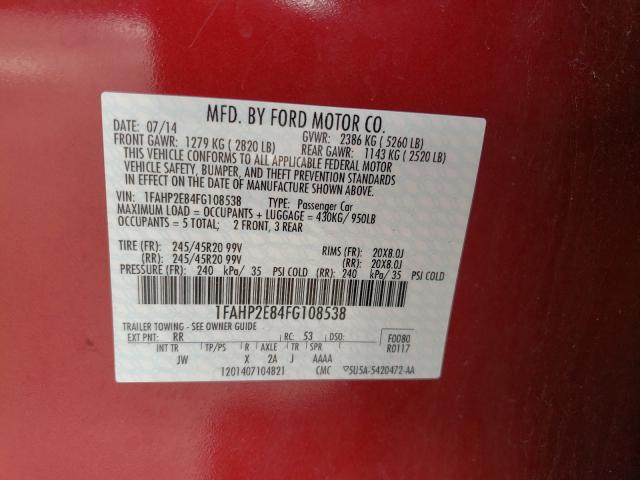 MFD. BY FORD MOTOR CO.
DATE: 07/14 GVWR: 2386 KG ( 5260 LB)
FRONT GAWR: 1279 KG ( 2820 LB) REAR GAWR: 1143 KG ( 2520 LB)
THIS VEHICLE CONFORMS TO ALL APPLICABLE FEDERAL MOTOR
VEHICLE SAFETY, BUMPER, AND THEFT PREVENTION STANDARDS
IN EFFECT ON THE DATE OF MANUFACTURE SHOWN ABOVE.
VIN: 1FAHP2E84FG108538 TYPE: Passenger Car
MAXIMUM LOAD = OCCUPANTS + LUGGAGE = 430KG/ 950LB
OCCUPANTS = 5 TOTAL; 2 FRONT, 3 REAR
TIRE (FR): 245/45R20 99V RIMS (FR): 20X8.0J
(RR): 245/45R20 99V (RR): 20X8.0J
PRESSURE (FR): 240 kPa/ 35 PSI COLD (RR): 240 kPa/ 35 PSI COLD
1FAHP2E84FG108538
TRAILER TOWING - SEE OWNER GUIDE
EXT PNT: RR RC: 53 DSO: F0080
INT TR TP/PS R AXLE TR SPR R0117
JW X 2A J AAAA
1201407104821 CMC 5U5A-5420472-AA